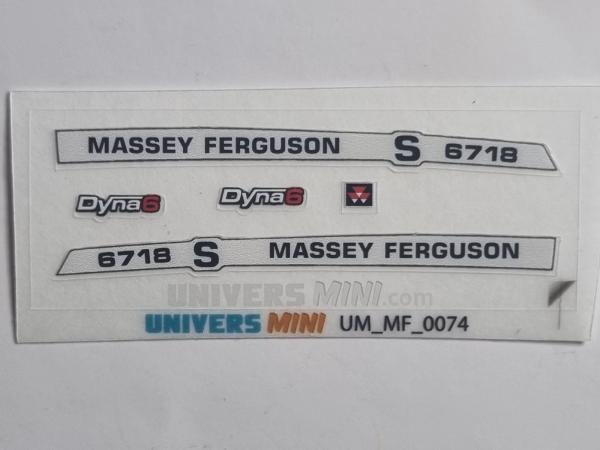 MASSEY FERGUSON S 6718
Dyna6 Dyna6
6718 S MASSEY FERGUSON
UNIVERS MINI.com
UNIVERS MINI UM_MF_0074